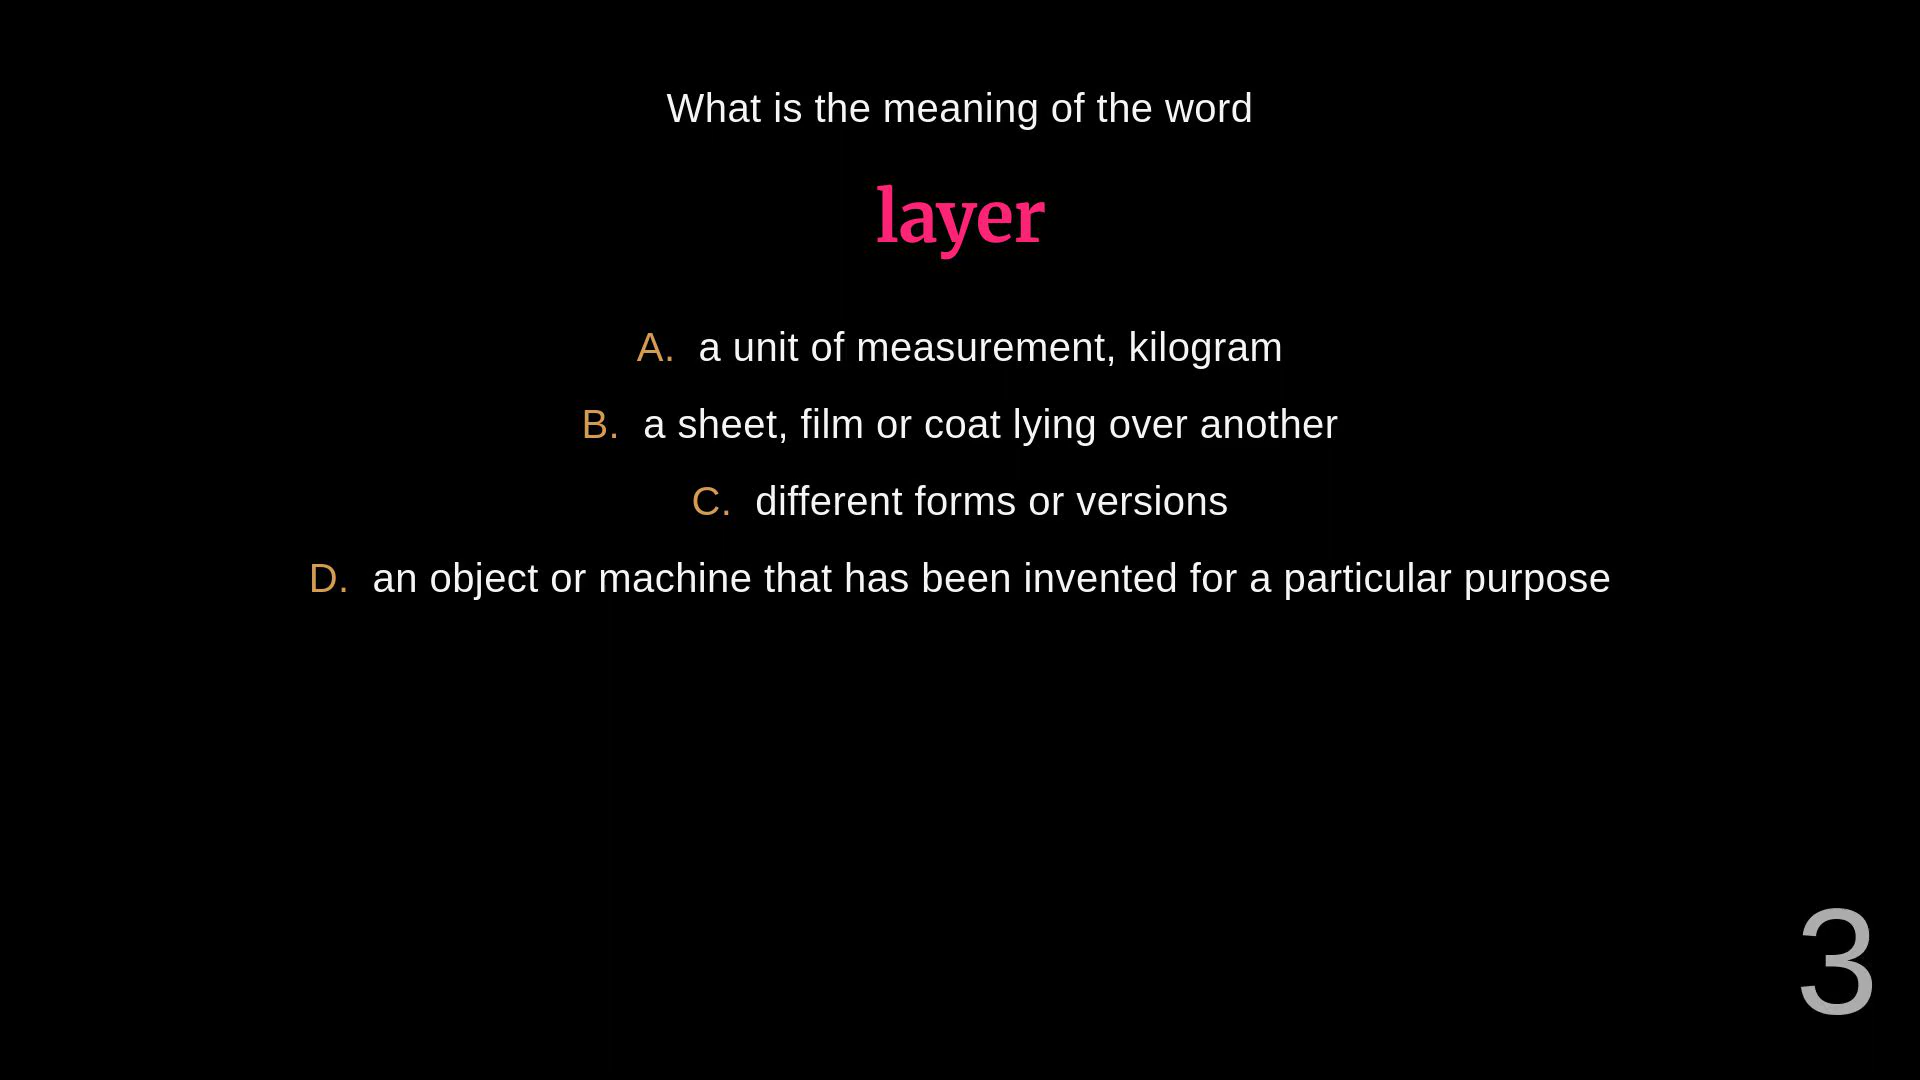 What is the meaning of the word
layer
A. a unit of measurement, kilogram
B. a sheet, film or coat lying over another
C. different forms or versions
D. an object or machine that has been invented for a particular purpose
3